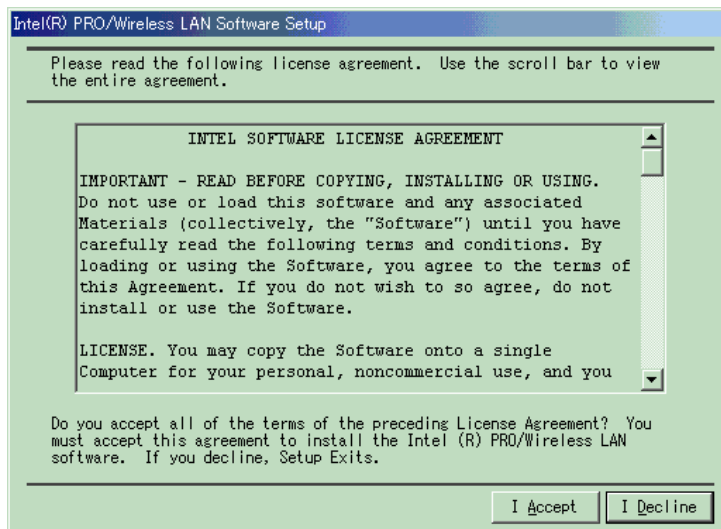 Intel(R) PRO/Wireless LAN Software Setup
Please read the following license agreement. Use the scroll bar to view
the entire agreement.
INTEL SOFTWARE LICENSE AGREEMENT
IMPORTANT - READ BEFORE COPYING, INSTALLING OR USING.
Do not use or load this software and any associated
Materials (collectively, the "Software") until you have
carefully read the following terms and conditions. By
loading or using the Software, you agree to the terms of
this Agreement. If you do not wish to so agree, do not
install or use the Software.
LICENSE. You may copy the Software onto a single
Computer for your personal, noncommercial use, and you
Do you accept all of the terms of the preceding License Agreement? You
must accept this agreement to install the Intel (R) PRO/Wireless LAN
software. If you decline, Setup Exits.
I Accept
I Decline